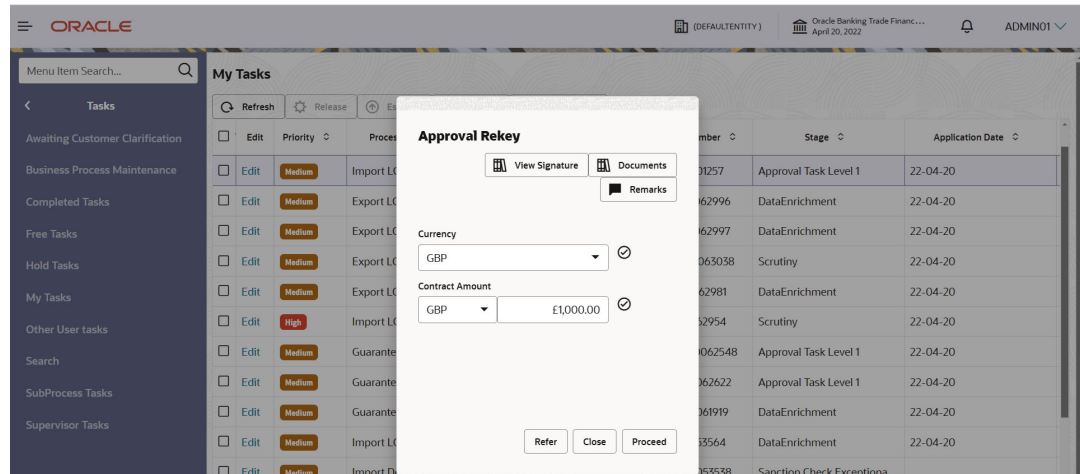 ORACLE
(DEFAULTENTITY)
Oracle Banking Trade Financ...
April 20, 2022
ADMIN01
Menu Item Search...
Tasks
Awaiting Customer Clarification
Business Process Maintenance
Completed Tasks
Free Tasks
Hold Tasks
My Tasks
Other User tasks
Search
SubProcess Tasks
Supervisor Tasks
My Tasks
Refresh Release Es
Edit Priority Proces mber Stage Application Date
Edit Medium Import LC 01257 Approval Task Level 1 22-04-20
Edit Medium Export LC 062996 DataEnrichment 22-04-20
Edit Medium Export LC 062997 DataEnrichment 22-04-20
Edit Medium Export LC 063038 Scrutiny 22-04-20
Edit Medium Export LC 062981 DataEnrichment 22-04-20
Edit High Import LC 62954 Scrutiny 22-04-20
Edit Medium Guarante 062548 Approval Task Level 1 22-04-20
Edit Medium Guarante 062622 Approval Task Level 1 22-04-20
Edit Medium Guarante 061919 DataEnrichment 22-04-20
Edit Medium Import LC 53564 DataEnrichment 22-04-20
Edit Medium Import D 053538 Sanction Check Exceptiona
Approval Rekey
View Signature Documents
Remarks
Currency
GBP
Contract Amount
GBP £1,000.00
Refer Close Proceed